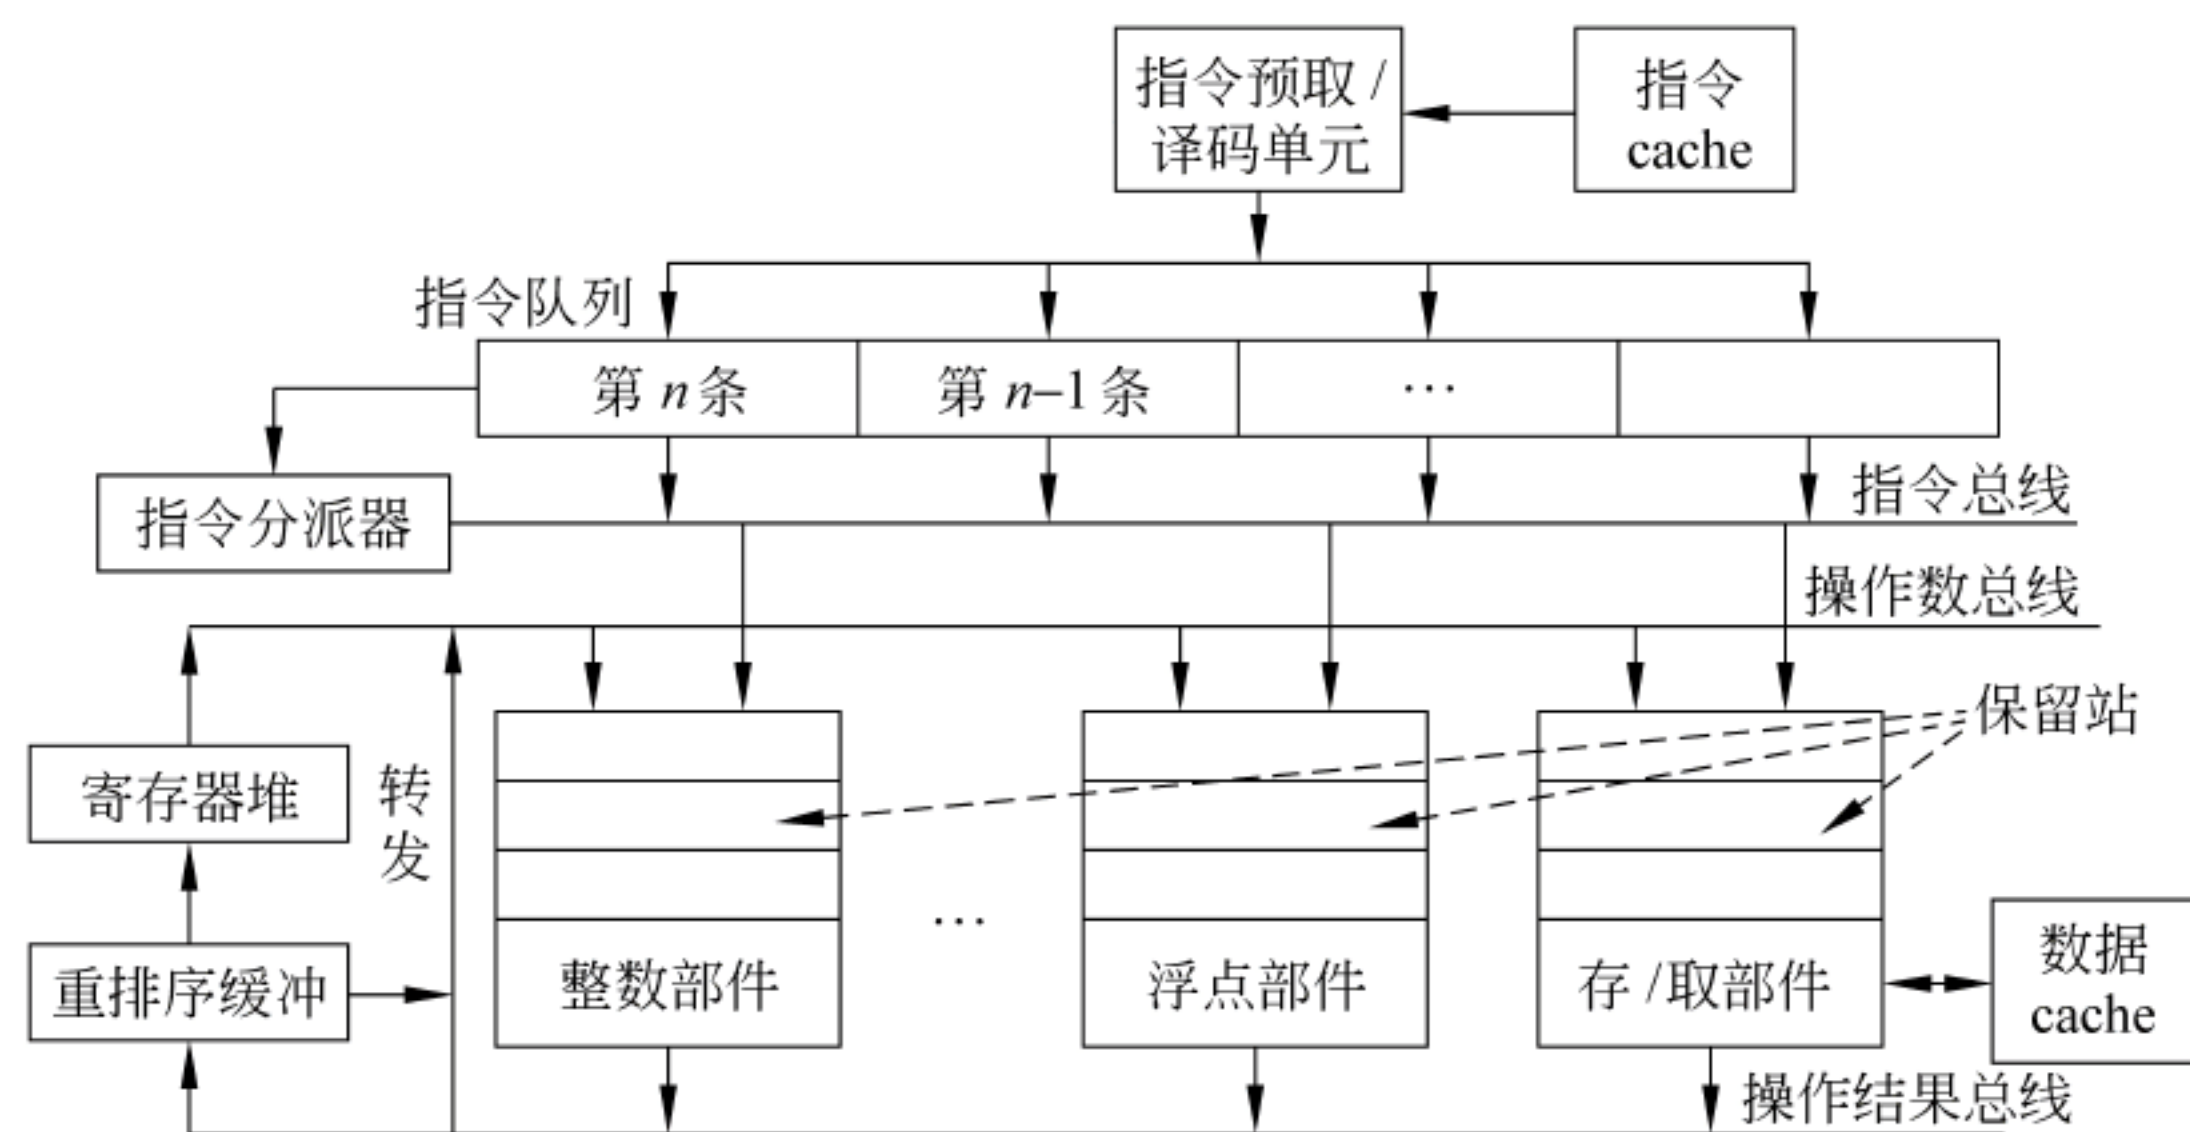 指令预取 /
译码单元
指令
cache
指令队列
第 n 条
第 n–1 条
…
指令分派器
指令总线
操作数总线
保留站
寄存器堆
转
发
重排序缓冲
整数部件
…
浮点部件
存 /取部件
数据
cache
操作结果总线